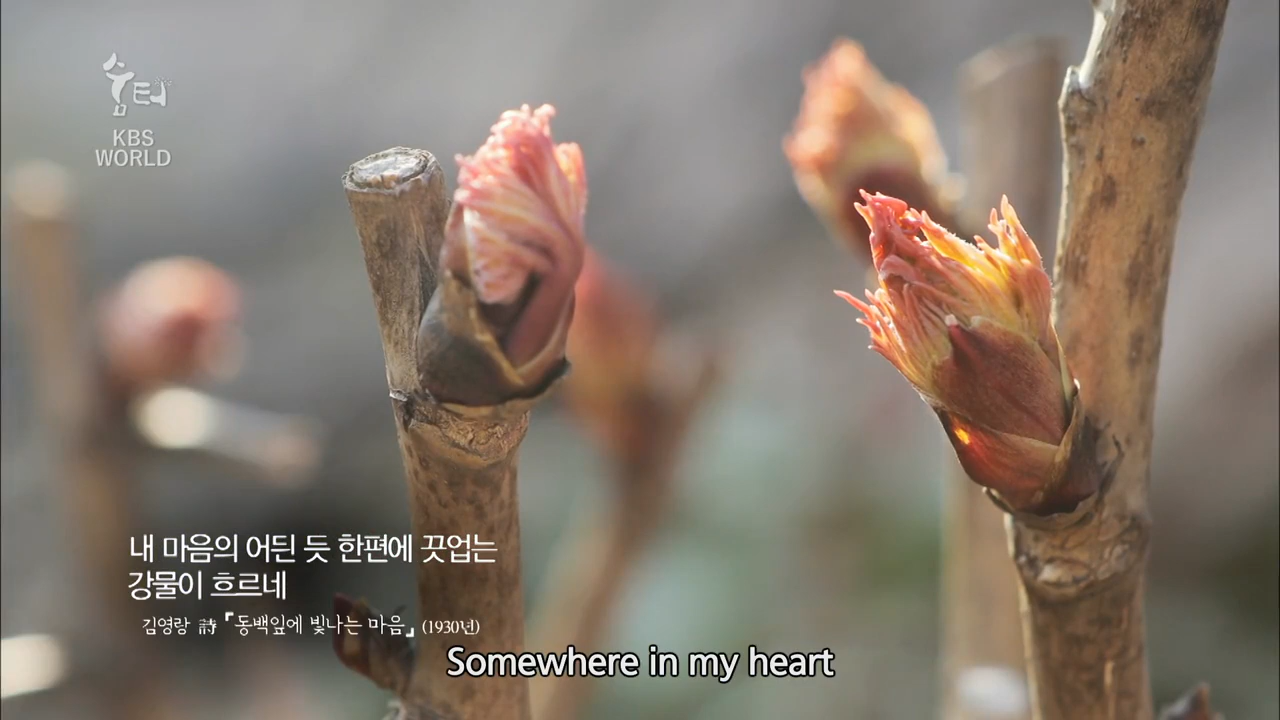 쉼터
KBS
WORLD
내 마음의 어딘 듯 한편에 끗업는
강물이 흐르네
김영랑 詩 『동백잎에 빛나는 마음』 (1930년)
Somewhere in my heart